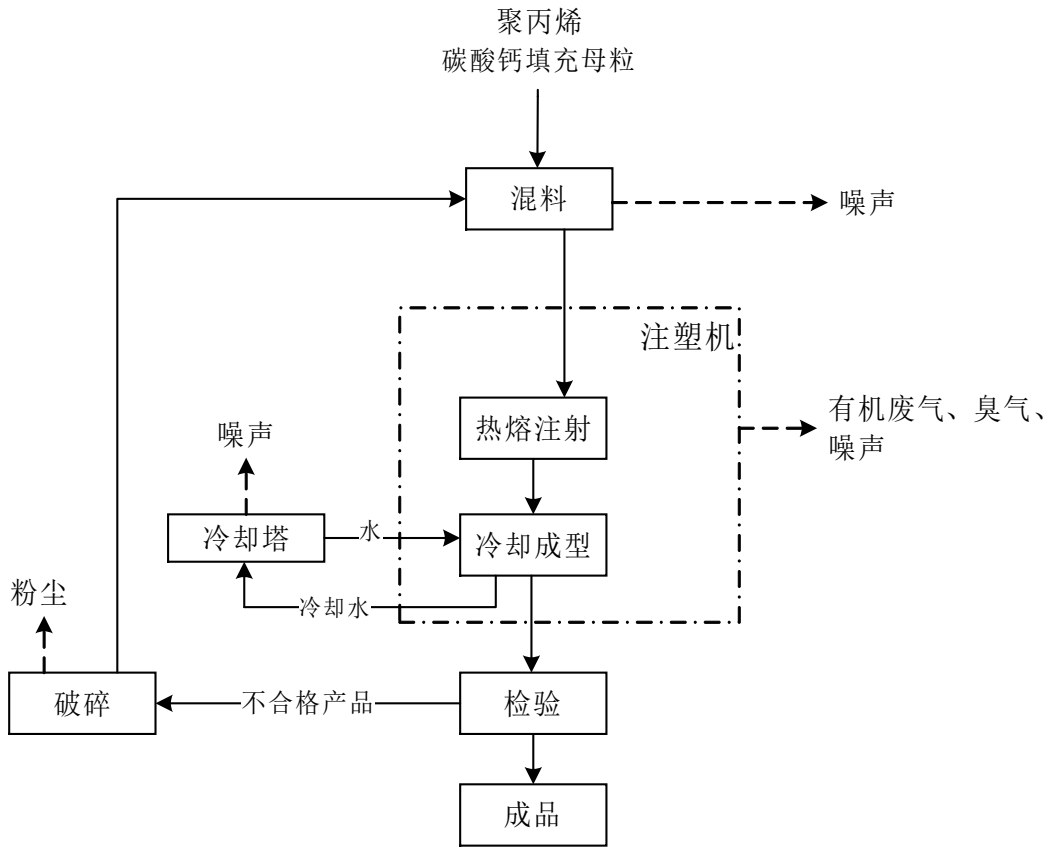 聚丙烯
碳酸钙填充母粒
混料
噪声
注塑机
热熔注射
有机废气、臭气、
噪声
噪声
冷却塔
水
冷却成型
冷却水
粉尘
破碎
不合格产品
检验
成品